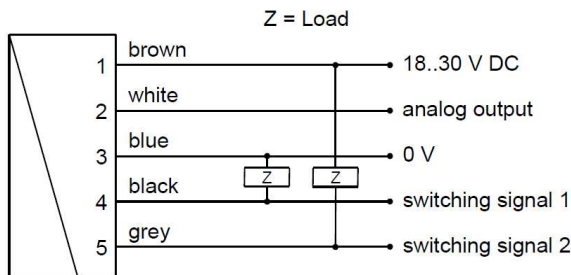 Z = Load
1 brown 18..30 V DC
2 white analog output
3 blue 0 V
Z Z
4 black switching signal 1
5 grey switching signal 2